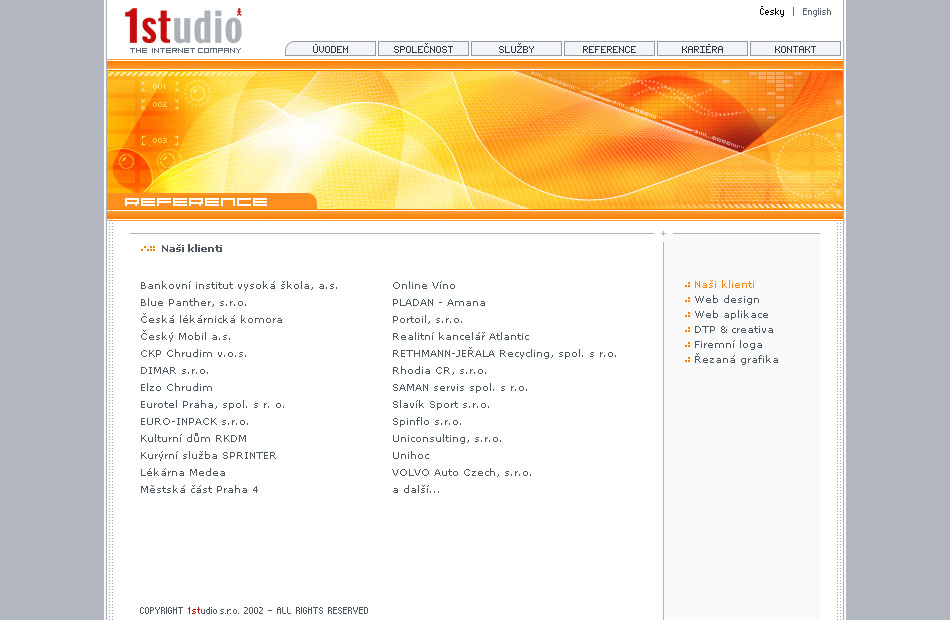 Česky | English
1studio
THE INTERNET COMPANY
ÚVODEM SPOLEČNOST SLUŽBY REFERENCE KARIÉRA KONTAKT
001
002
003
REFERENCE
Naši klienti
Bankovní institut vysoká škola, a.s.
Blue Panther, s.r.o.
Česká lékárnická komora
Český Mobil a.s.
CKP Chrudim v.o.s.
DIMAR s.r.o.
Elzo Chrudim
Eurotel Praha, spol. s r. o.
EURO-INPACK s.r.o.
Kulturní dům RKDM
Kurýrní služba SPRINTER
Lékárna Medea
Městská část Praha 4
Online Víno
PLADAN - Amana
Portoil, s.r.o.
Realitní kancelář Atlantic
RETHMANN-JEŘALA Recycling, spol. s r.o.
Rhodia CR, s.r.o.
SAMAN servis spol. s r.o.
Slavík Sport s.r.o.
Spinflo s.r.o.
Uniconsulting, s.r.o.
Unihoc
VOLVO Auto Czech, s.r.o.
a další...
Naši klienti
Web design
Web aplikace
DTP & creativa
Firemní loga
Řezaná grafika
COPYRIGHT 1studio s.r.o. 2002 - ALL RIGHTS RESERVED